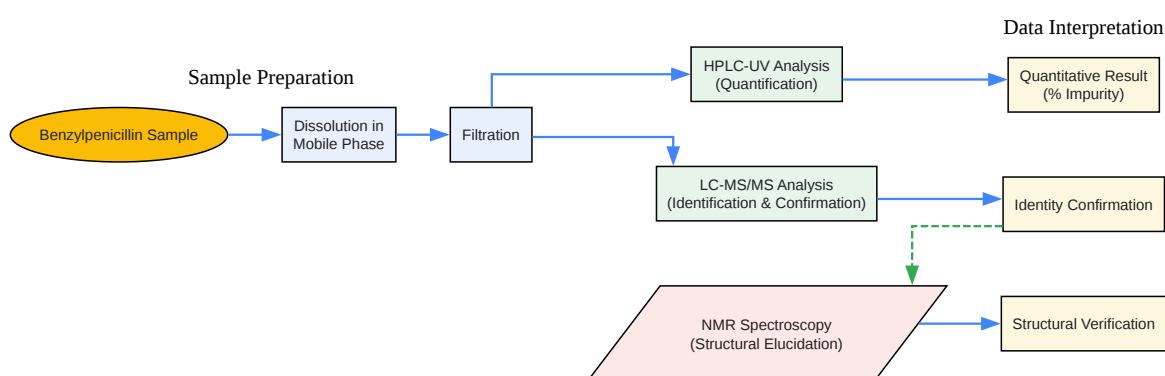 Data Interpretation
Sample Preparation
HPLC-UV Analysis
(Quantification)
Quantitative Result
(% Impurity)
Benzylpenicillin Sample
Dissolution in
Mobile Phase
Filtration
LC-MS/MS Analysis
(Identification & Confirmation)
Identity Confirmation
NMR Spectroscopy
(Structural Elucidation)
Structural Verification